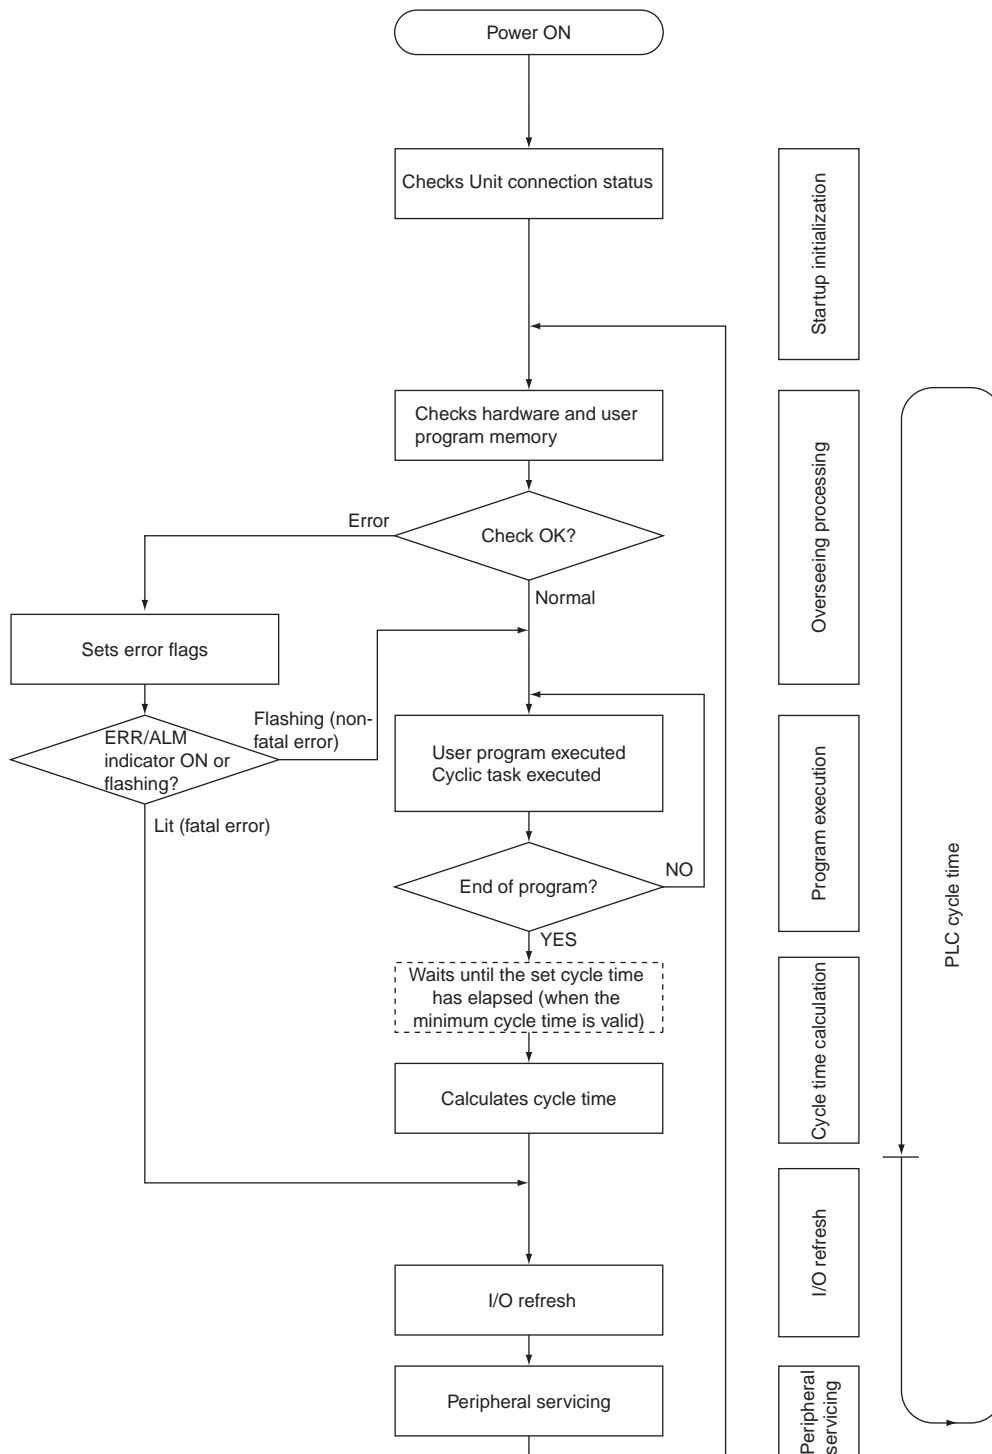 Power ON
Checks Unit connection status
Startup initialization
Checks hardware and user
program memory
Overseeing processing
Error
Check OK?
Normal
Sets error flags
Flashing (non-
fatal error)
ERR/ALM
indicator ON or
flashing?
User program executed
Cyclic task executed
Program execution
Lit (fatal error)
End of program?
NO
YES
PLC cycle time
Waits until the set cycle time
has elapsed (when the
minimum cycle time is valid)
Cycle time calculation
Calculates cycle time
I/O refresh
I/O refresh
Peripheral servicing
Peripheral
servicing